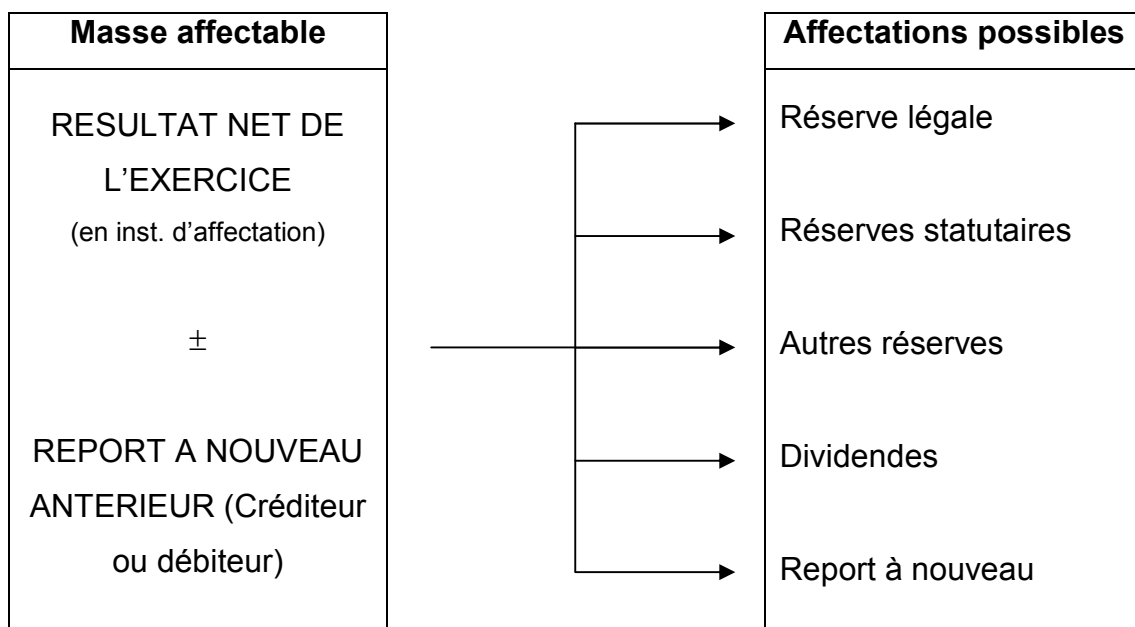 Masse affectable
RESULTAT NET DE
L’EXERCICE
(en inst. d’affectation)
±
REPORT A NOUVEAU
ANTERIEUR (Créditeur
ou débiteur)
Affectations possibles
Réserve légale
Réserves statutaires
Autres réserves
Dividendes
Report à nouveau